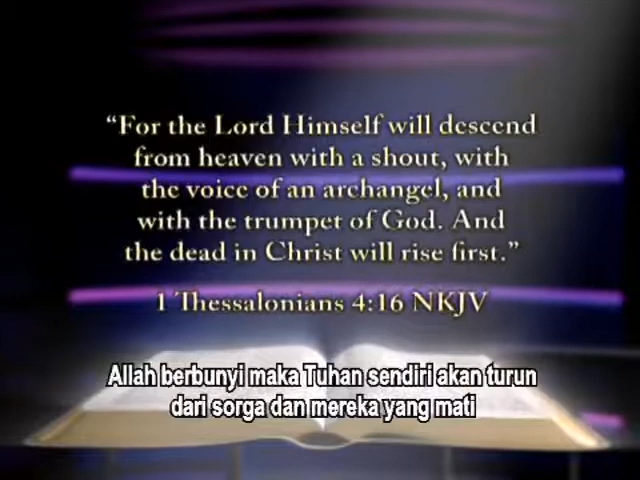 “For the Lord Himself will descend
from heaven with a shout, with
the voice of an archangel, and
with the trumpet of God. And
the dead in Christ will rise first.”
1 Thessalonians 4:16 NKJV
Allah berbunyi maka Tuhan sendiri akan turun
dari sorga dan mereka yang mati